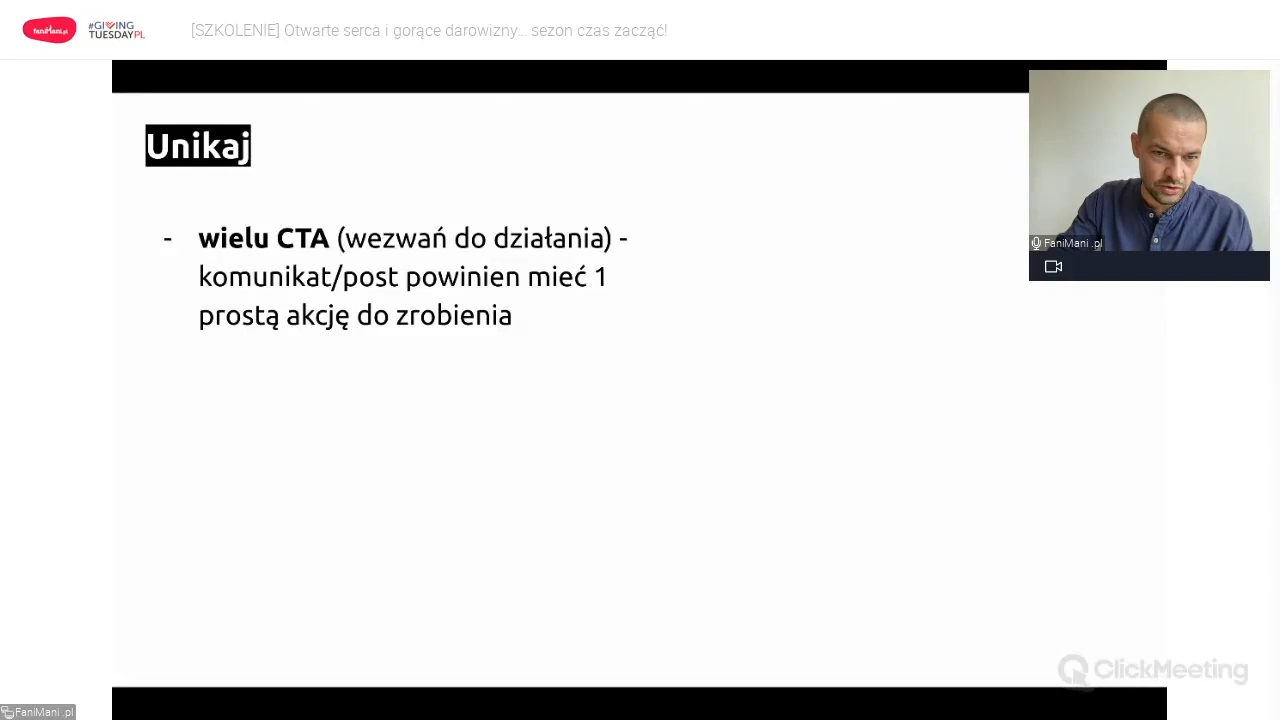 faniMani.pl
#GIVING
TUESDAYPL
[SZKOLENIE] Otwarte serca i gorące darowizny... sezon czas zacząć!
Unikaj
- wielu CTA (wezwań do działania) -
komunikat/post powinien mieć 1
prostą akcję do zrobienia
FaniMani .pl
ClickMeeting
FaniMani .pl